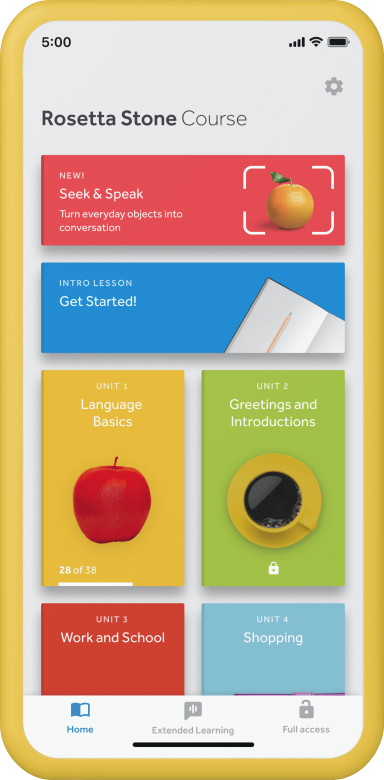 5:00
Rosetta Stone Course
NEW!
Seek & Speak
Turn everyday objects into
conversation
INTRO LESSON
Get Started!
UNIT 1
Language
Basics
28 of 38
UNIT 2
Greetings and
Introductions
UNIT 3
Work and School
UNIT 4
Shopping
Home
Extended Learning
Full access